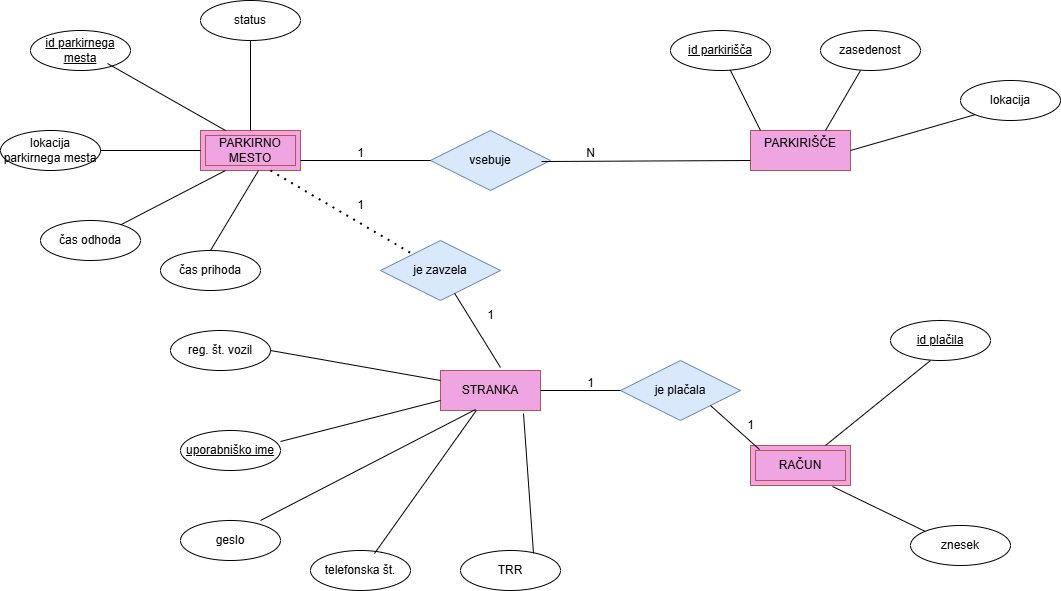 status
id parkirnega
mesta
id parkirišča
zasedenost
lokacija
lokacija
parkirnega mesta
PARKIRNO
MESTO
1
vsebuje
N
PARKIRIŠČE
čas odhoda
čas prihoda
1
je zavzela
1
reg. št. vozil
STRANKA
1
je plačala
1
id plačila
uporabniško ime
RAČUN
geslo
telefonska št.
TRR
znesek